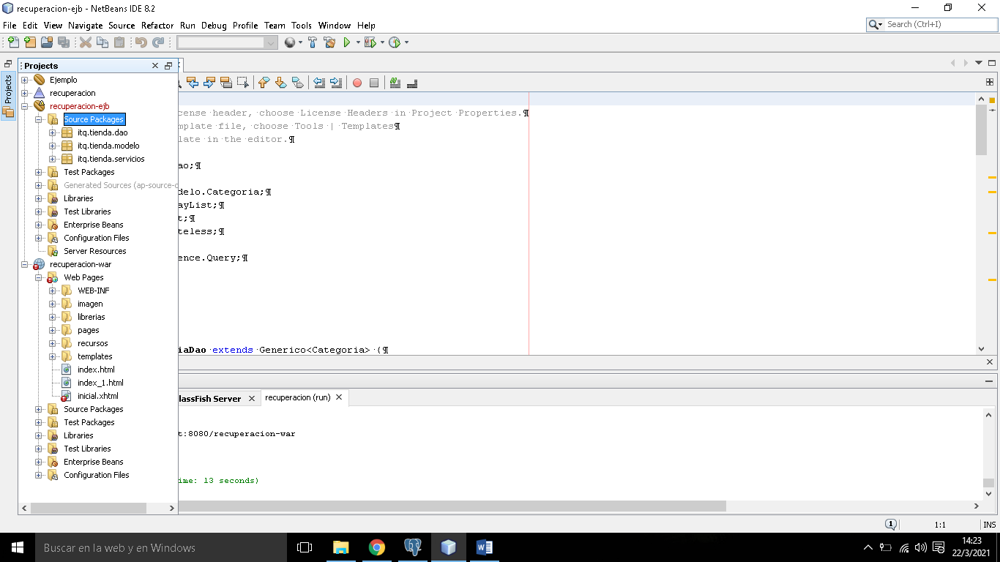 recuperacion-ejb - NetBeans IDE 8.2
File Edit View Navigate Source Refactor Run Debug Profile Team Tools Window Help
Search (Ctrl+I)
Projects
Projects
Ejemplo
recuperacion
recuperacion-ejb
Source Packages
itq.tienda.dao
itq.tienda.modelo
itq.tienda.servicios
Test Packages
Generated Sources (ap-source-o
Libraries
Test Libraries
Enterprise Beans
Configuration Files
Server Resources
recuperacion-war
Web Pages
WEB-INF
imagen
librerias
pages
recursos
templates
index.html
index_1.html
inicial.xhtml
Source Packages
Test Packages
Libraries
Test Libraries
Enterprise Beans
Configuration Files
cense header, choose License Headers in Project Properties.¶
mplate file, choose Tools | Templates¶
late in the editor.¶
ao;¶
delo.Categoria;¶
ayList;¶
t;¶
teless;¶
ence.Query;¶
iaDao extends Generico<Categoria> {¶
lassFish Server
recuperacion (run)
t:8080/recuperacion-war
ime: 13 seconds)
1
1:1
INS
Buscar en la web y en Windows
14:23
22/3/2021